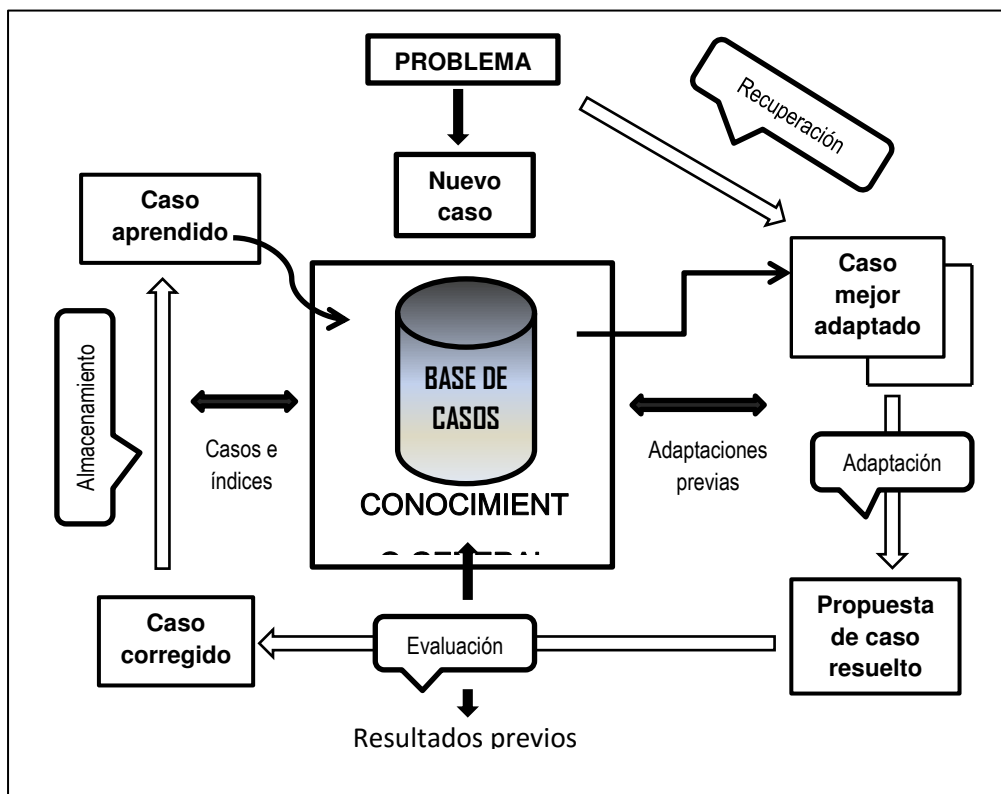 PROBLEMA
Recuperación
Nuevo
caso
Caso
aprendido
Caso
mejor
adaptado
BASE DE
CASOS
Almacenamiento
Casos e
índices
Adaptaciones
previas
Adaptación
CONOCIMIENT
O GENERAL
Caso
corregido
Evaluación
Propuesta
de caso
resuelto
Resultados previos